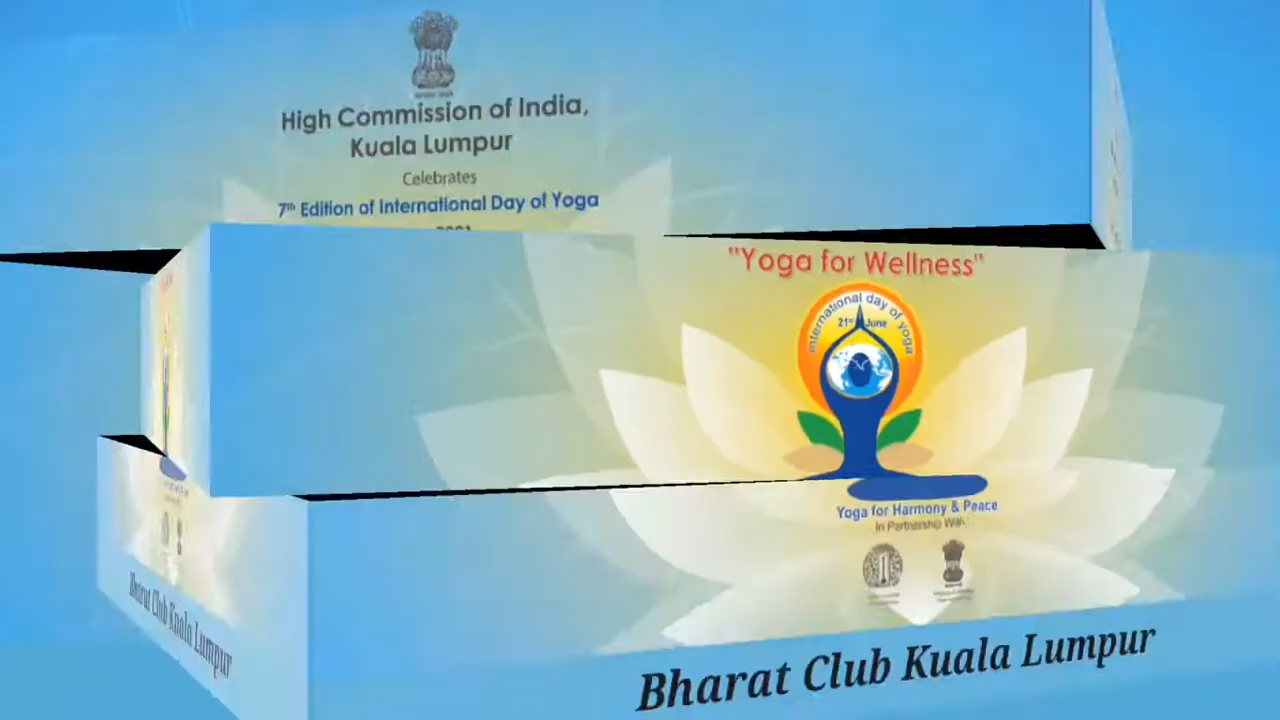 High Commission of India,
Kuala Lumpur
Celebrates
7th Edition of International Day of Yoga
"Yoga for Wellness"
international day of yoga
21st June
Yoga for Harmony & Peace
In Partnership With
Bharat Club Kuala Lumpur
Bharat Club Kuala Lumpur